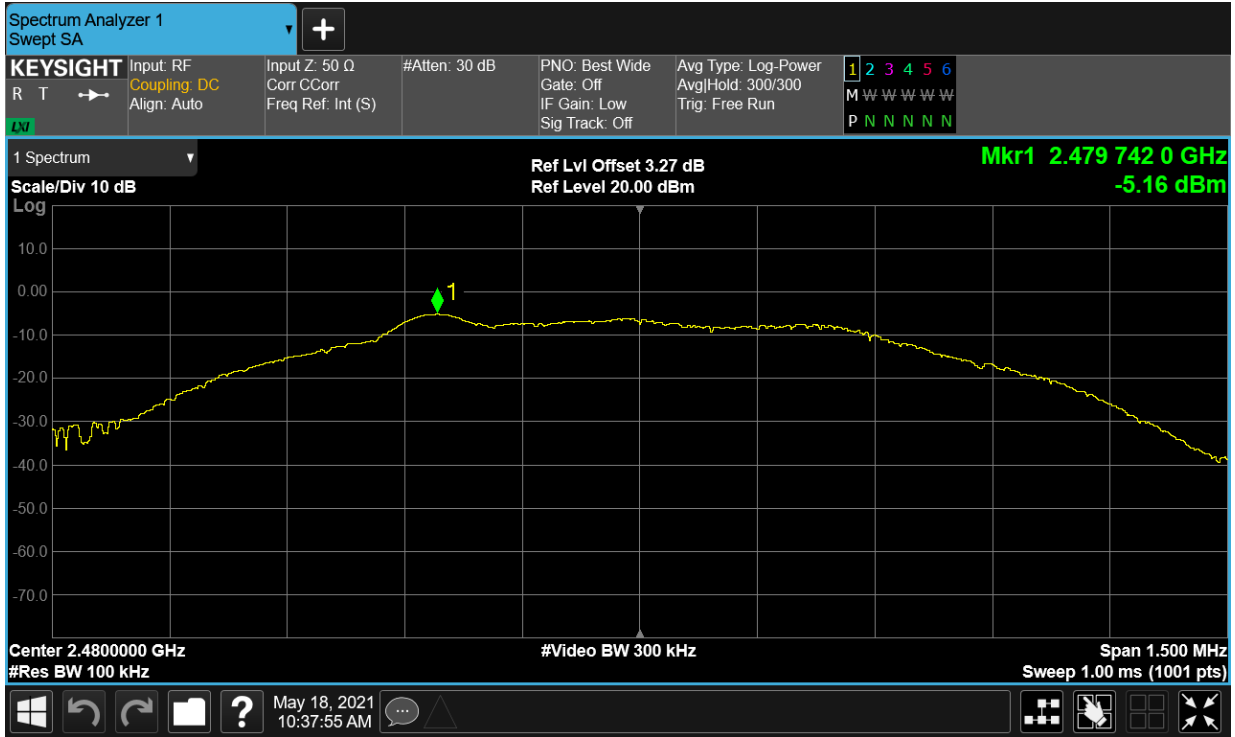 Spectrum Analyzer 1
Swept SA
KEYSIGHT
R T
LXI
Input: RF
Coupling: DC
Align: Auto
Input Z: 50 Ω
Corr CCorr
Freq Ref: Int (S)
#Atten: 30 dB
PNO: Best Wide
Gate: Off
IF Gain: Low
Sig Track: Off
Avg Type: Log-Power
Avg|Hold: 300/300
Trig: Free Run
1 2 3 4 5 6
M W W W W W
P N N N N N
1 Spectrum
Scale/Div 10 dB
Log
Ref Lvl Offset 3.27 dB
Ref Level 20.00 dBm
Mkr1 2.479 742 0 GHz
-5.16 dBm
10.0
0.00
1
-10.0
-20.0
-30.0
-40.0
-50.0
-60.0
-70.0
Center 2.4800000 GHz
#Video BW 300 kHz
Span 1.500 MHz
#Res BW 100 kHz
Sweep 1.00 ms (1001 pts)
?
May 18, 2021
10:37:55 AM